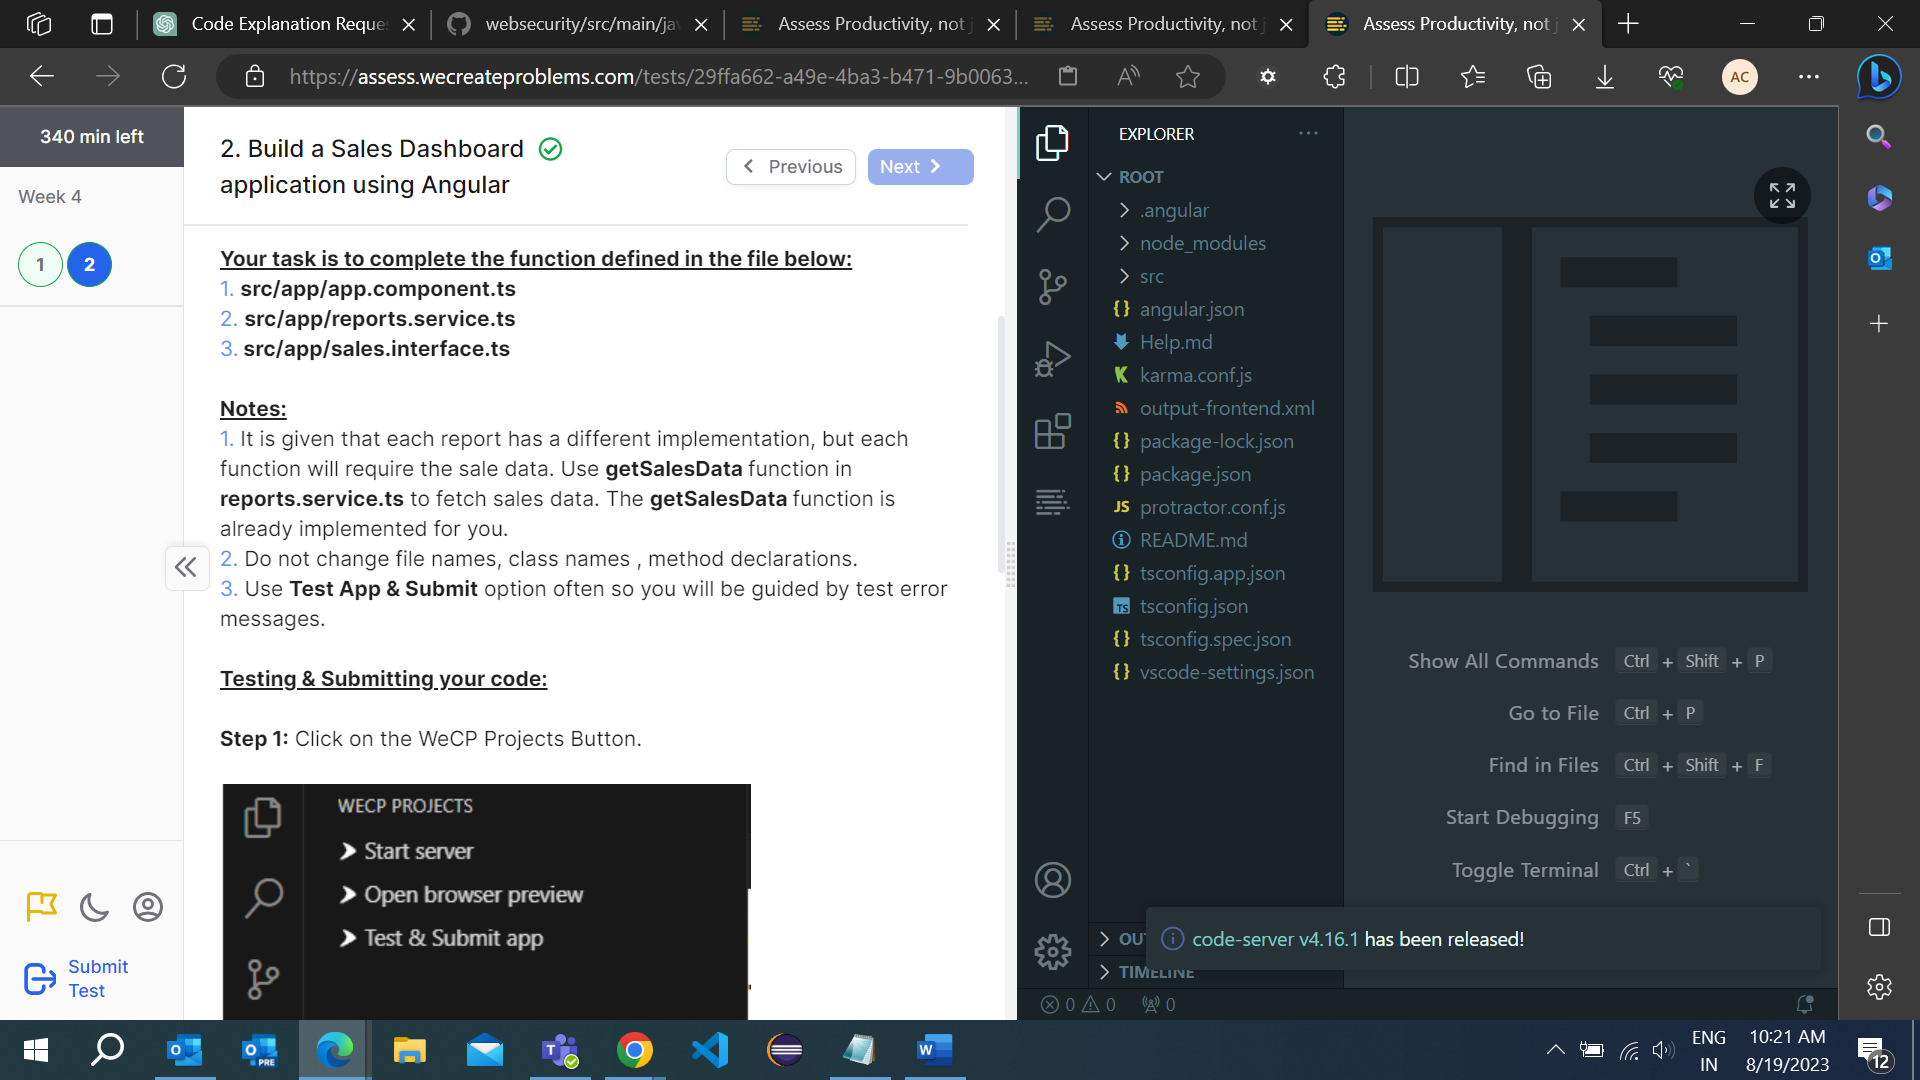 Code Explanation Reque
websecurity/src/main/ja
Assess Productivity, not j
Assess Productivity, not j
Assess Productivity, not j
https://assess.wecreateproblems.com/tests/29ffa662-a49e-4ba3-b471-9b0063...
AC
340 min left
Week 4
1 2
2. Build a Sales Dashboard
application using Angular
Previous
Next
Your task is to complete the function defined in the file below:
1. src/app/app.component.ts
2. src/app/reports.service.ts
3. src/app/sales.interface.ts
Notes:
1. It is given that each report has a different implementation, but each
function will require the sale data. Use getSalesData function in
reports.service.ts to fetch sales data. The getSalesData function is
already implemented for you.
2. Do not change file names, class names , method declarations.
3. Use Test App & Submit option often so you will be guided by test error
messages.
Testing & Submitting your code:
Step 1: Click on the WeCP Projects Button.
WECP PROJECTS
Start server
Open browser preview
Test & Submit app
Submit
Test
EXPLORER
ROOT
.angular
node_modules
src
angular.json
Help.md
karma.conf.js
output-frontend.xml
package-lock.json
package.json
JS protractor.conf.js
README.md
tsconfig.app.json
TS tsconfig.json
tsconfig.spec.json
vscode-settings.json
Show All Commands Ctrl + Shift + P
Go to File Ctrl + P
Find in Files Ctrl + Shift + F
Start Debugging F5
Toggle Terminal Ctrl + `
OUT
code-server v4.16.1 has been released!
TIMELINE
0 0 0
PRE
ENG
IN
10:21 AM
8/19/2023
12